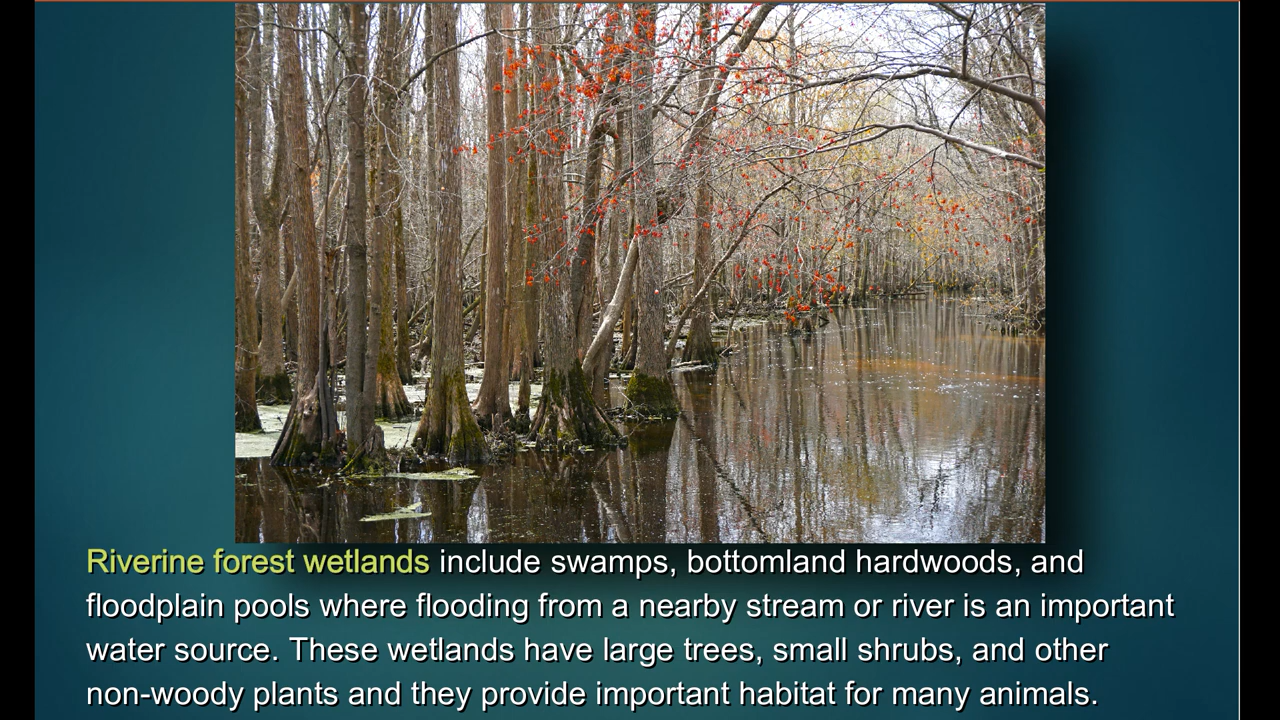 Riverine forest wetlands include swamps, bottomland hardwoods, and
floodplain pools where flooding from a nearby stream or river is an important
water source. These wetlands have large trees, small shrubs, and other
non-woody plants and they provide important habitat for many animals.